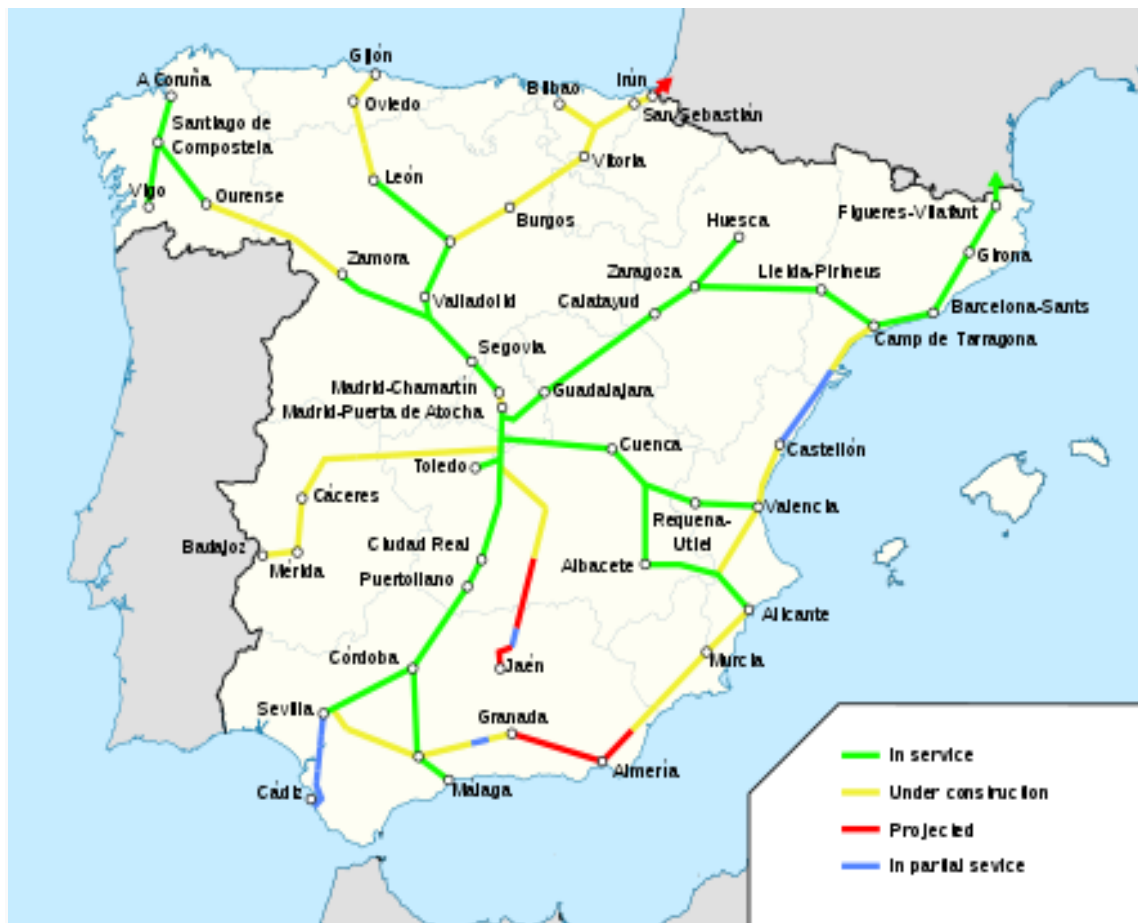 Gijón
A Coruña
Bilbao
Irún
Oviedo
San Sebastián
Santiago de
Compostela
Vitoria
León
Vigo
Ourense
Burgos
Huesca
Figueres-Vilafant
Zamora
Girona
Zaragoza
Lleida-Pirineus
Valladolid
Calatayud
Barcelona-Sants
Camp de Tarragona
Segovia
Madrid-Chamartín
Guadalajara
Madrid-Puerta de Atocha
Cuenca
Castellón
Toledo
Cáceres
Valencia
Requena-
Utiel
Badajoz
Mérida
Ciudad Real
Albacete
Puertollano
Alicante
Córdoba
Jaén
Murcia
Sevilla
Granada
Almería
Cádiz
Málaga
In service
Under construction
Projected
In partial sevice